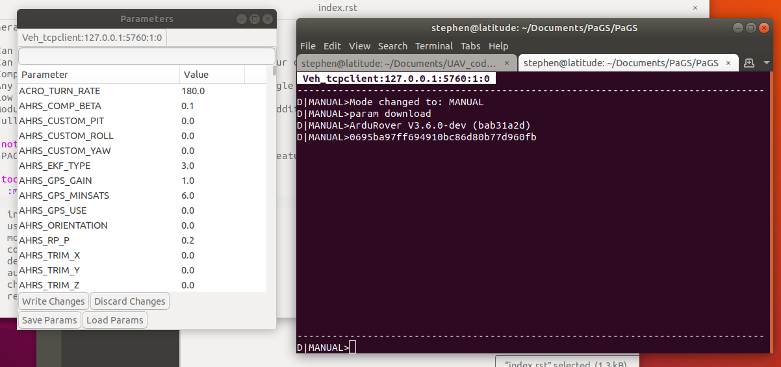 index.rst
Parameters
Veh_tcpclient:127.0.0.1:5760:1:0
Parameter Value
ACRO_TURN_RATE 180.0
AHRS_COMP_BETA 0.1
AHRS_CUSTOM_PIT 0.0
AHRS_CUSTOM_ROLL 0.0
AHRS_CUSTOM_YAW 0.0
AHRS_EKF_TYPE 3.0
AHRS_GPS_GAIN 1.0
AHRS_GPS_MINSATS 6.0
AHRS_GPS_USE 0.0
AHRS_ORIENTATION 0.0
AHRS_RP_P 0.2
AHRS_TRIM_X 0.0
AHRS_TRIM_Y 0.0
AHRS_TRIM_Z 0.0
Write Changes Discard Changes
Save Params Load Params
stephen@latitude: ~/Documents/PaGS/PaGS
File Edit View Search Terminal Tabs Help
stephen@latitude: ~/Documents/UAV_cod... stephen@latitude: ~/Documents/PaGS/PaGS
Veh_tcpclient:127.0.0.1:5760:1:0
D|MANUAL>Mode changed to: MANUAL
D|MANUAL>param download
D|MANUAL>ArduRover V3.6.0-dev (bab31a2d)
D|MANUAL>0695ba97ff694910bc86d80b77d960fb
D|MANUAL>
"index.rst" selected (1.3 kB)